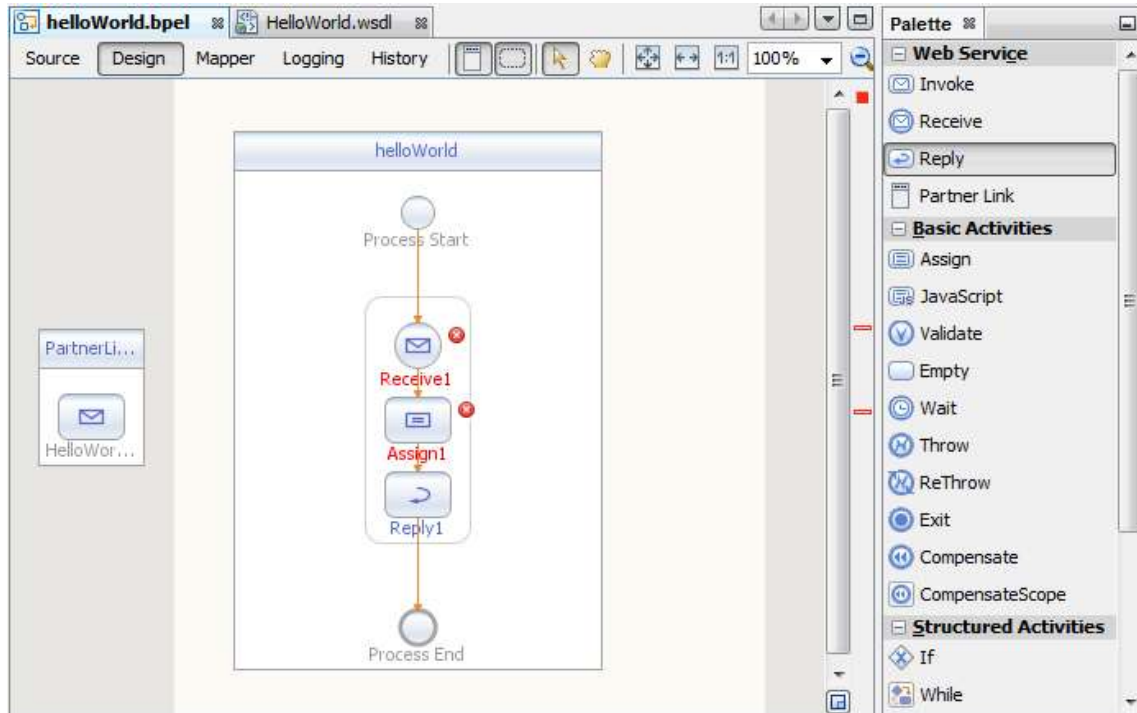 helloWorld.bpel HelloWorld.wsdl
Source Design Mapper Logging History 1:1 100%
helloWorld
Process Start
PartnerLi...
HelloWor...
Receive1
Assign1
Reply1
Process End
Palette
Web Service
Invoke
Receive
Reply
Partner Link
Basic Activities
Assign
JavaScript
Validate
Empty
Wait
Throw
ReThrow
Exit
Compensate
CompensateScope
Structured Activities
If
While